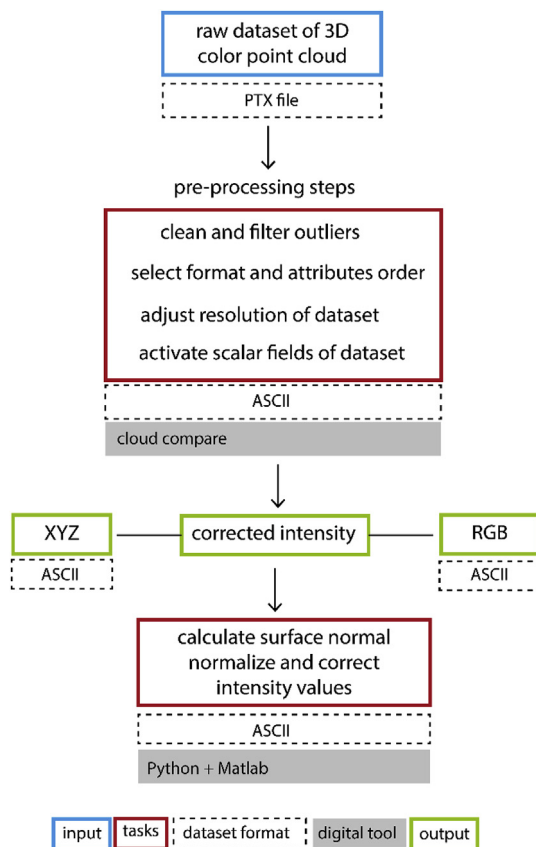 raw dataset of 3D
color point cloud
PTX file
pre-processing steps
clean and filter outliers
select format and attributes order
adjust resolution of dataset
activate scalar fields of dataset
ASCII
cloud compare
XYZ
corrected intensity
RGB
ASCII
ASCII
calculate surface normal
normalize and correct
intensity values
ASCII
Python + Matlab
input
tasks
dataset format
digital tool
output